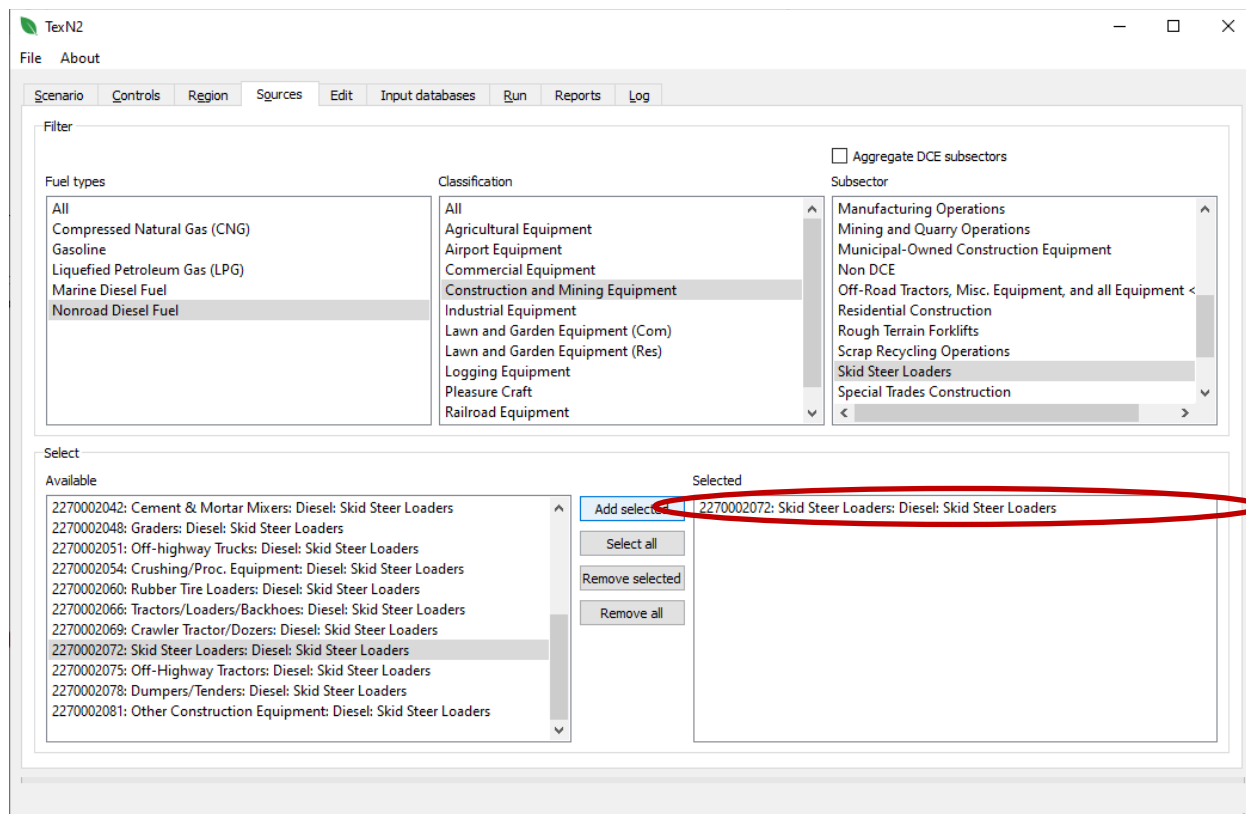 TexN2
File About
Scenario Controls Region Sources Edit Input databases Run Reports Log
Filter
Aggregate DCE subsectors
Fuel types
All
Compressed Natural Gas (CNG)
Gasoline
Liquefied Petroleum Gas (LPG)
Marine Diesel Fuel
Nonroad Diesel Fuel
Classification
All
Agricultural Equipment
Airport Equipment
Commercial Equipment
Construction and Mining Equipment
Industrial Equipment
Lawn and Garden Equipment (Com)
Lawn and Garden Equipment (Res)
Logging Equipment
Pleasure Craft
Railroad Equipment
Subsector
Manufacturing Operations
Mining and Quarry Operations
Municipal-Owned Construction Equipment
Non DCE
Off-Road Tractors, Misc. Equipment, and all Equipment <
Residential Construction
Rough Terrain Forklifts
Scrap Recycling Operations
Skid Steer Loaders
Special Trades Construction
Select
Available
2270002042: Cement & Mortar Mixers: Diesel: Skid Steer Loaders
2270002048: Graders: Diesel: Skid Steer Loaders
2270002051: Off-highway Trucks: Diesel: Skid Steer Loaders
2270002054: Crushing/Proc. Equipment: Diesel: Skid Steer Loaders
2270002060: Rubber Tire Loaders: Diesel: Skid Steer Loaders
2270002066: Tractors/Loaders/Backhoes: Diesel: Skid Steer Loaders
2270002069: Crawler Tractor/Dozers: Diesel: Skid Steer Loaders
2270002072: Skid Steer Loaders: Diesel: Skid Steer Loaders
2270002075: Off-Highway Tractors: Diesel: Skid Steer Loaders
2270002078: Dumpers/Tenders: Diesel: Skid Steer Loaders
2270002081: Other Construction Equipment: Diesel: Skid Steer Loaders
Add selected
Select all
Remove selected
Remove all
Selected
2270002072: Skid Steer Loaders: Diesel: Skid Steer Loaders